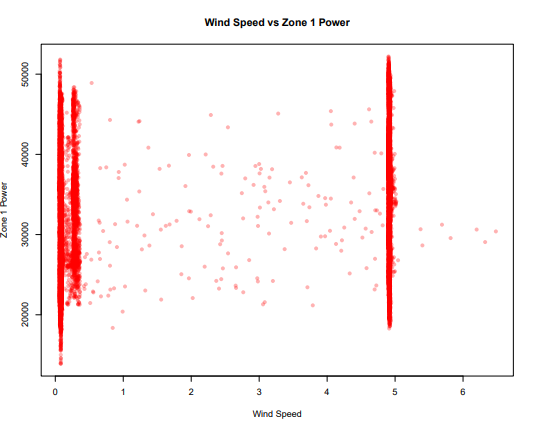 Wind Speed vs Zone 1 Power
50000
40000
30000
20000
Zone 1 Power
0 1 2 3 4 5 6
Wind Speed